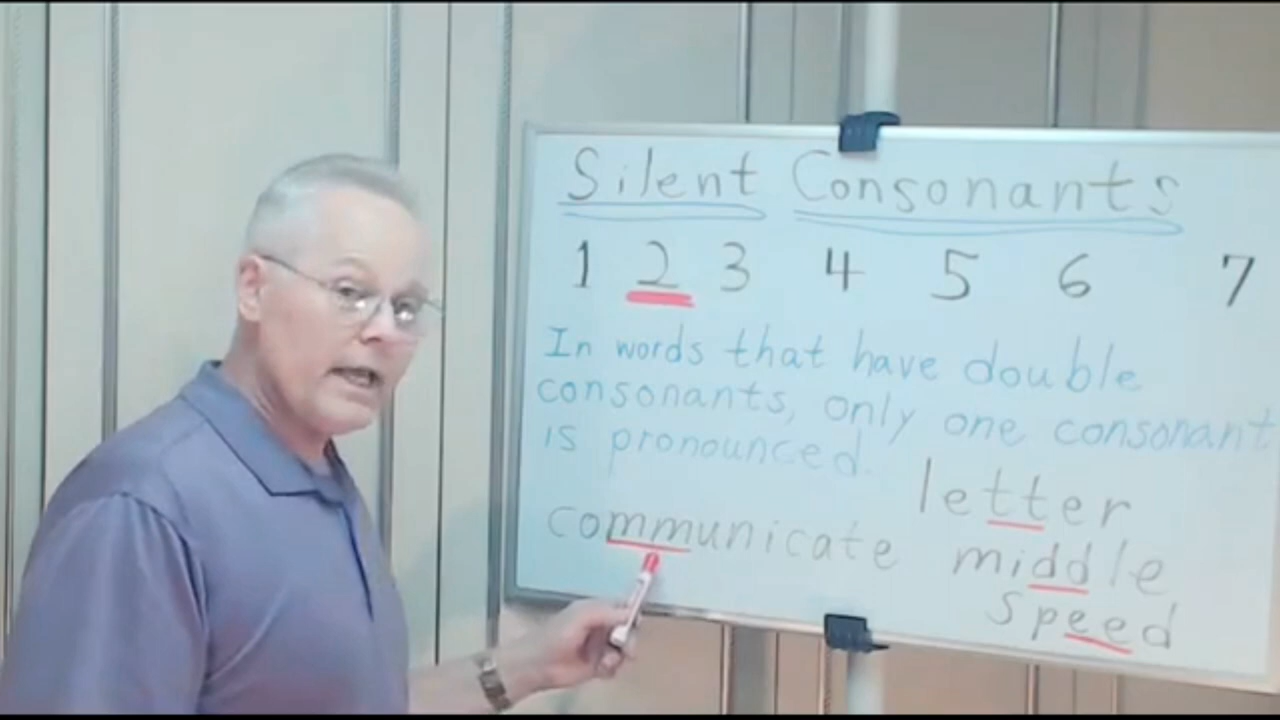 Silent Consonants
1 2 3 4 5 6 7
In words that have double
consonants, only one consonant
is pronounced.
letter
communicate middle
speed